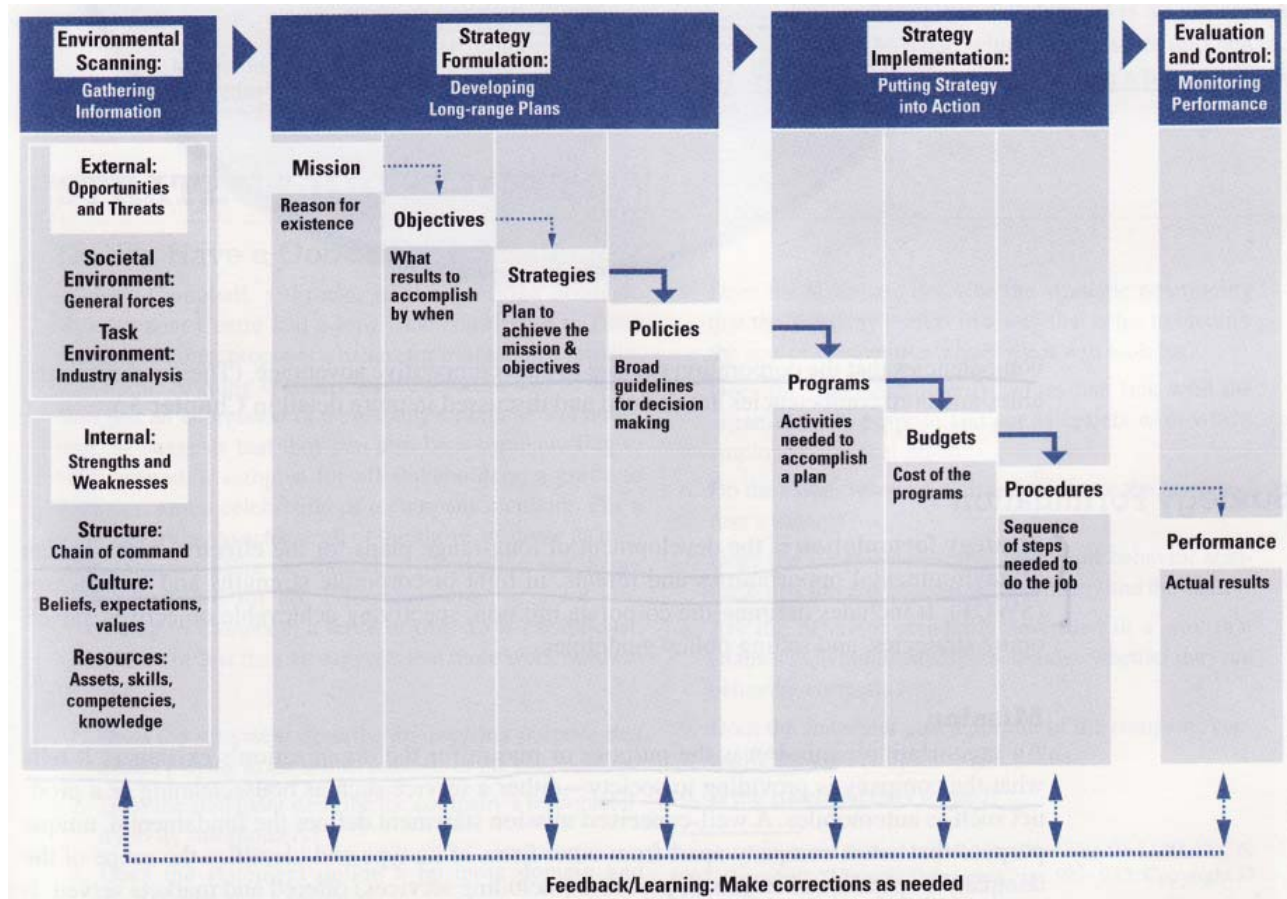 Environmental
Scanning:
Gathering
Information
Strategy
Formulation:
Developing
Long-range Plans
Strategy
Implementation:
Putting Strategy
into Action
Evaluation
and Control:
Monitoring
Performance
External:
Opportunities
and Threats
Societal
Environment:
General forces
Task
Environment:
Industry analysis
Internal:
Strengths and
Weaknesses
Structure:
Chain of command
Culture:
Beliefs, expectations,
values
Resources:
Assets, skills,
competencies,
knowledge
Mission
Reason for
existence
Objectives
What
results to
accomplish
by when
Strategies
Plan to
achieve the
mission &
objectives
Policies
Broad
guidelines
for decision
making
Programs
Activities
needed to
accomplish
a plan
Budgets
Cost of the
programs
Procedures
Sequence
of steps
needed to
do the job
Performance
Actual results
Feedback/Learning: Make corrections as needed